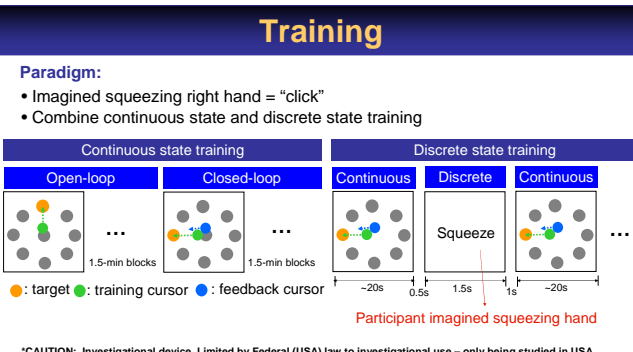 Training
Paradigm:
• Imagined squeezing right hand = “click”
• Combine continuous state and discrete state training
Continuous state training
Discrete state training
Open-loop
Closed-loop
Continuous
Discrete
Continuous
...
...
Squeeze
...
1.5-min blocks
1.5-min blocks
: target : training cursor : feedback cursor
~20s
0.5s
1.5s
1s
~20s
Participant imagined squeezing hand
*CAUTION: Investigational device. Limited by Federal (USA) law to investigational use – only being studied in USA